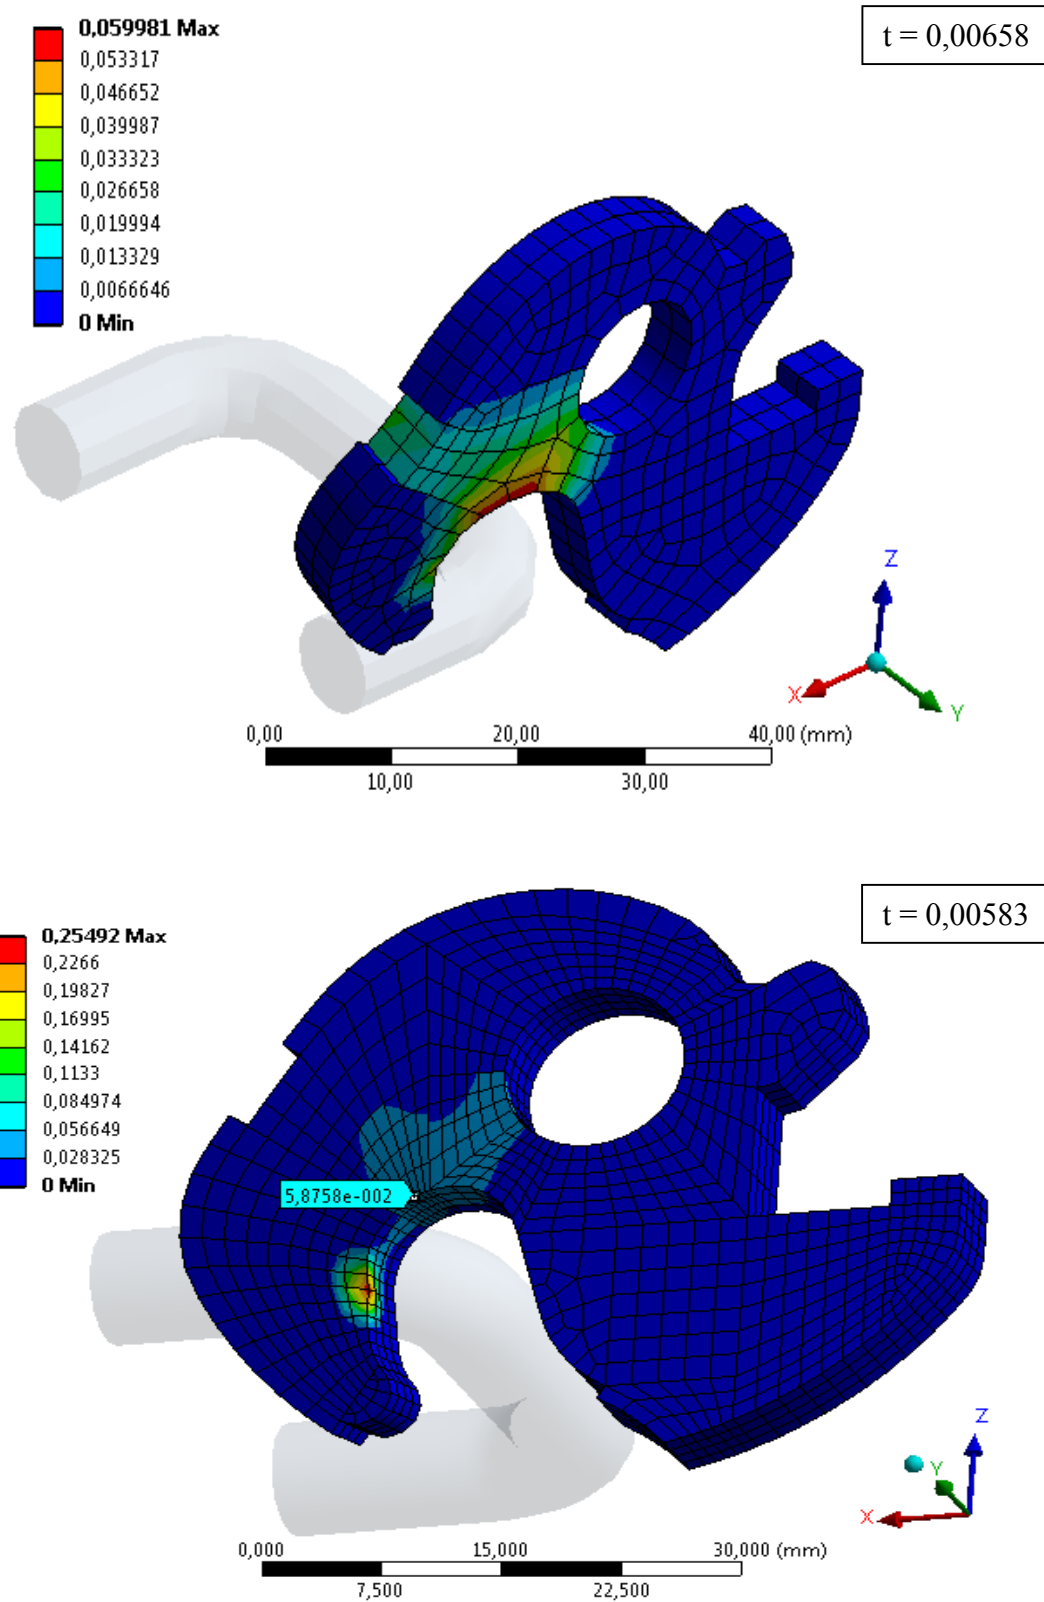 0,059981 Max
t = 0,00658
0,053317
0,046652
0,039987
0,033323
0,026658
0,019994
0,013329
0,0066646
0 Min
Z
X
Y
0,00
20,00
40,00 (mm)
10,00
30,00
t = 0,00583
0,25492 Max
0,2266
0,19827
0,16995
0,14162
0,1133
0,084974
0,056649
0,028325
0 Min
5,8758e-002
Z
Y
X
0,000
15,000
30,000 (mm)
7,500
22,500